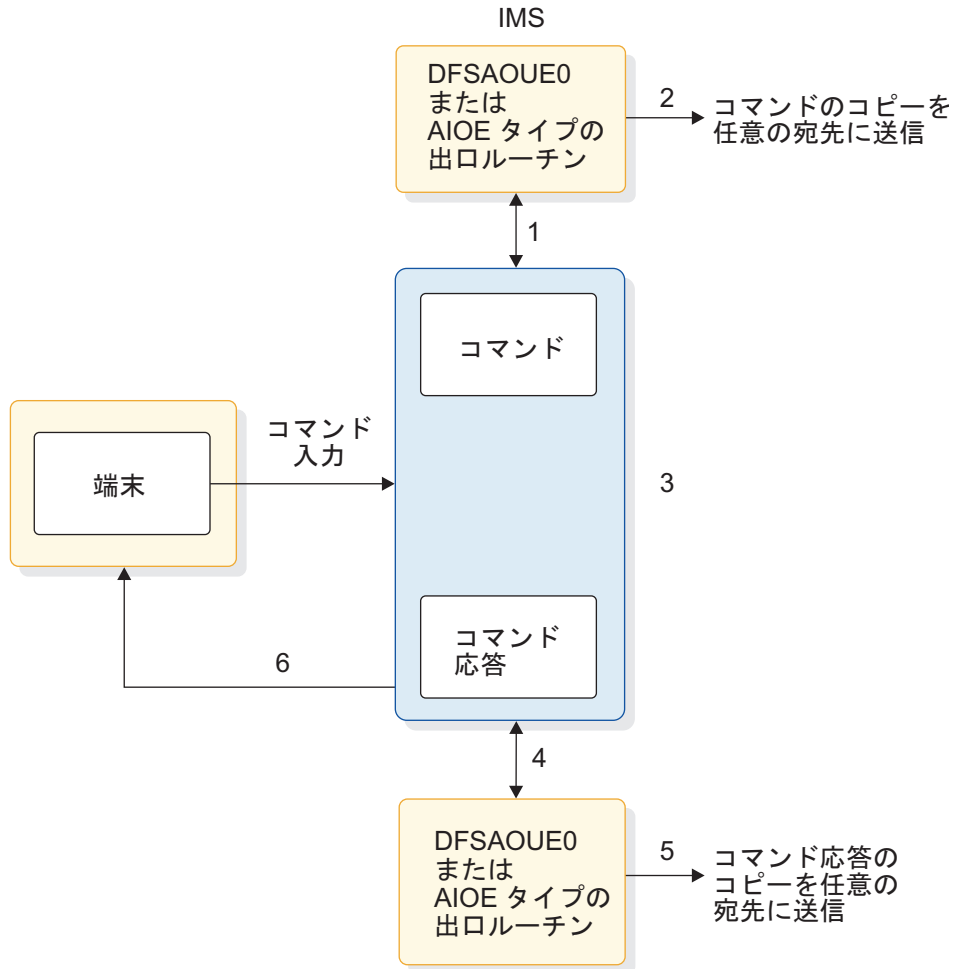 IMS
DFSAOUE0
または
AIOE タイプの
出口ルーチン
2
コマンドのコピーを
任意の宛先に送信
1
コマンド
コマンド
入力
端末
3
コマンド
応答
6
4
DFSAOUE0
または
AIOE タイプの
出口ルーチン
5
コマンド応答の
コピーを任意の
宛先に送信